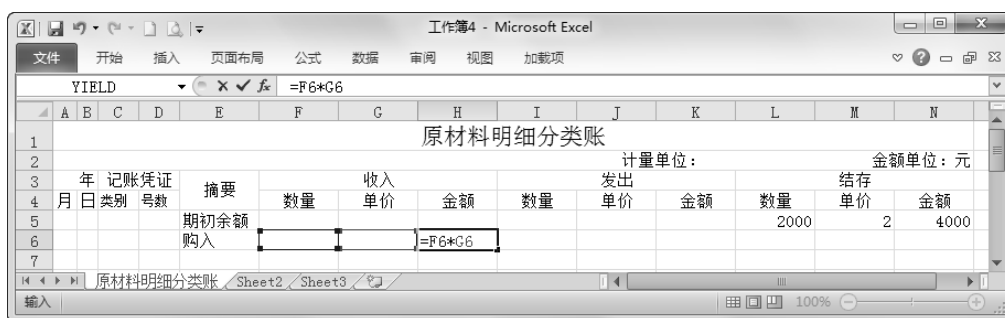 工作簿4 - Microsoft Excel
文件 开始 插入 页面布局 公式 数据 审阅 视图 加载项
YIELD fx =F6*G6
A B C D E F G H I J K L M N
1 原材料明细分类账
2 计量单位: 金额单位:元
3 年 记账凭证 摘要 收入 发出 结存
4 月 日 类别 号数 数量 单价 金额 数量 单价 金额 数量 单价 金额
5 期初余额 2000 2 4000
6 购入 =F6*G6
7
原材料明细分类账 Sheet2 Sheet3
输入 100%